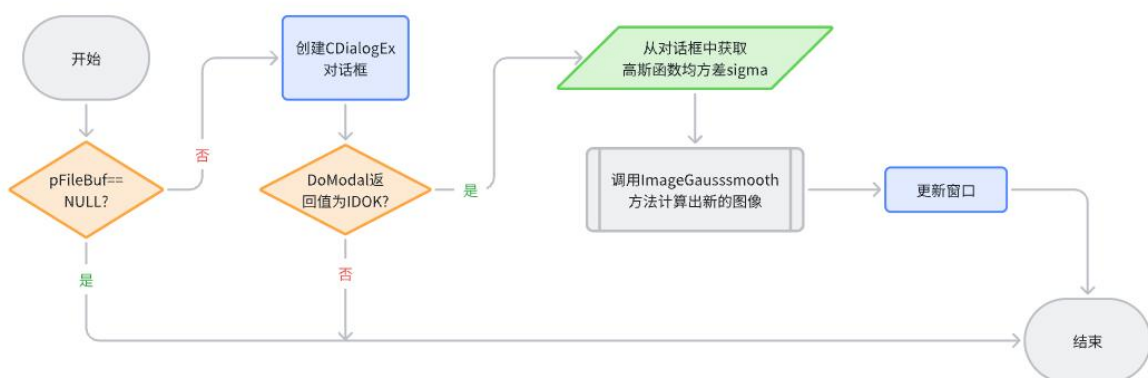 开始
pFileBuf==
NULL?
是
否
创建CDialogEx
对话框
DoModal返
回值为IDOK?
否
是
从对话框中获取
高斯函数均方差sigma
调用ImageGausssmooth
方法计算出新的图像
更新窗口
结束